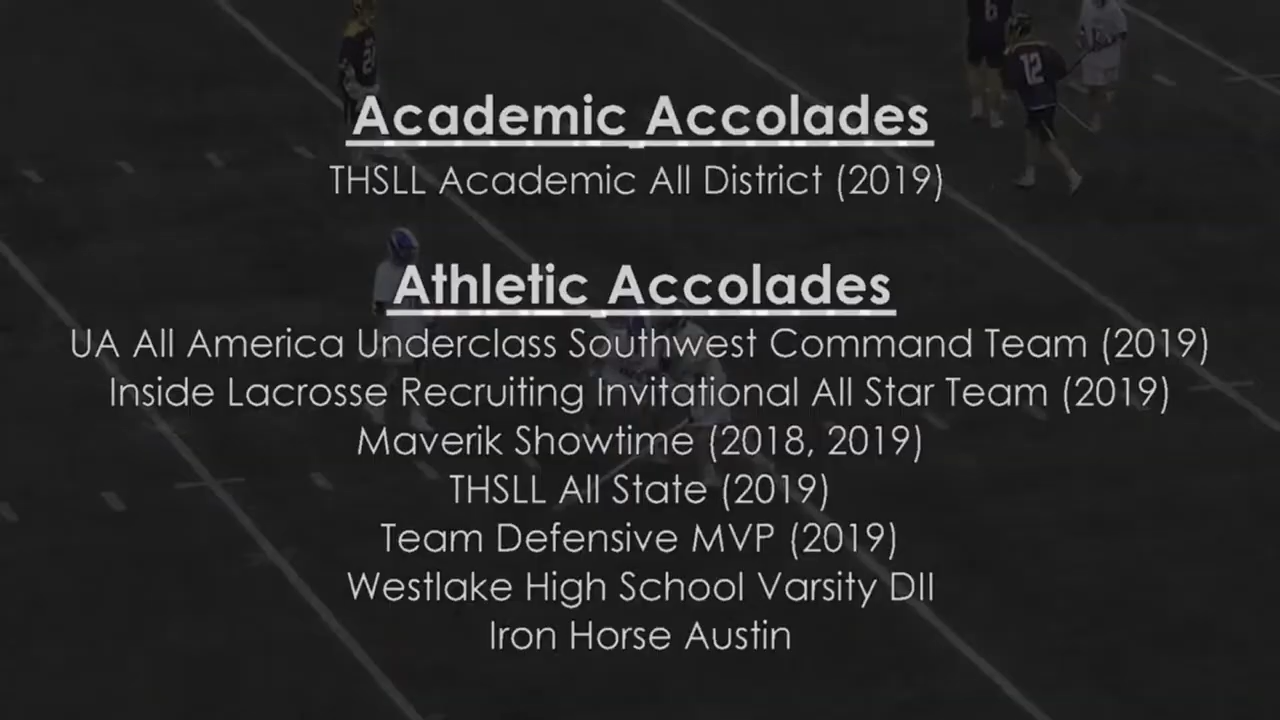 6
12
Academic Accolades
THSLL Academic All District (2019)
Athletic Accolades
UA All America Underclass Southwest Command Team (2019)
Inside Lacrosse Recruiting Invitational All Star Team (2019)
Maverik Showtime (2018, 2019)
THSLL All State (2019)
Team Defensive MVP (2019)
Westlake High School Varsity DII
Iron Horse Austin